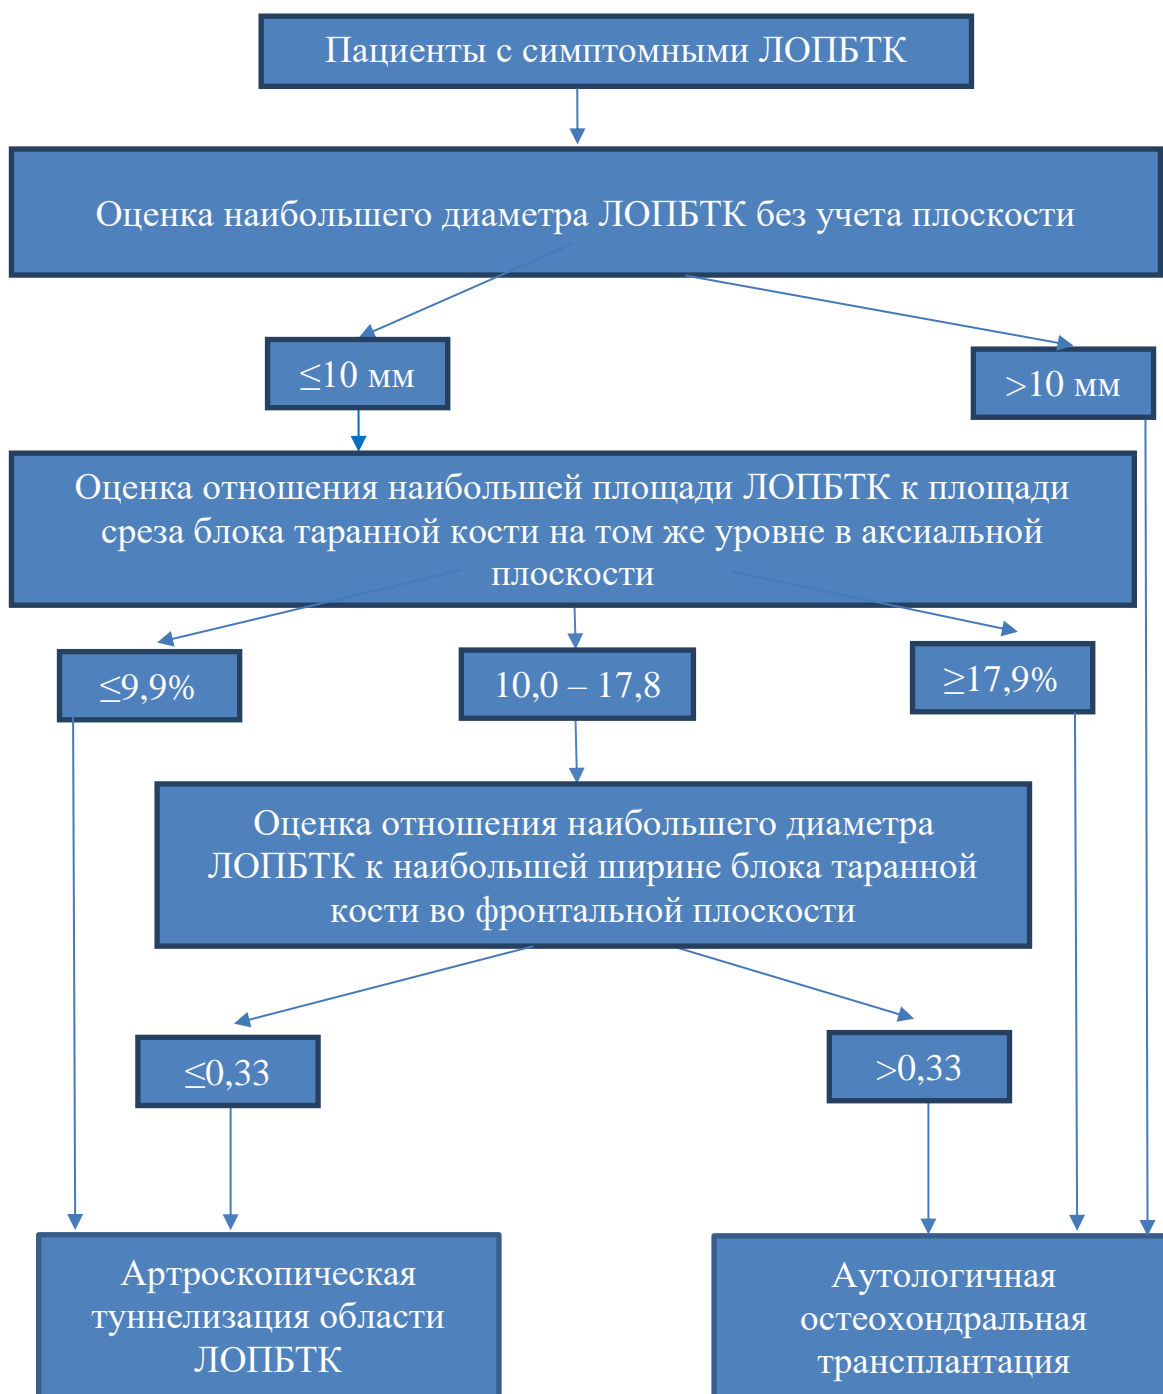 Пациенты с симптомными ЛОПБТК
Оценка наибольшего диаметра ЛОПБТК без учета плоскости
≤10 мм
>10 мм
Оценка отношения наибольшей площади ЛОПБТК к площади
среза блока таранной кости на том же уровне в аксиальной
плоскости
≤9,9%
10,0 – 17,8
≥17,9%
Оценка отношения наибольшего диаметра
ЛОПБТК к наибольшей ширине блока таранной
кости во фронтальной плоскости
≤0,33
>0,33
Артроскопическая
туннелизация области
ЛОПБТК
Аутологичная
остеохондральная
трансплантация